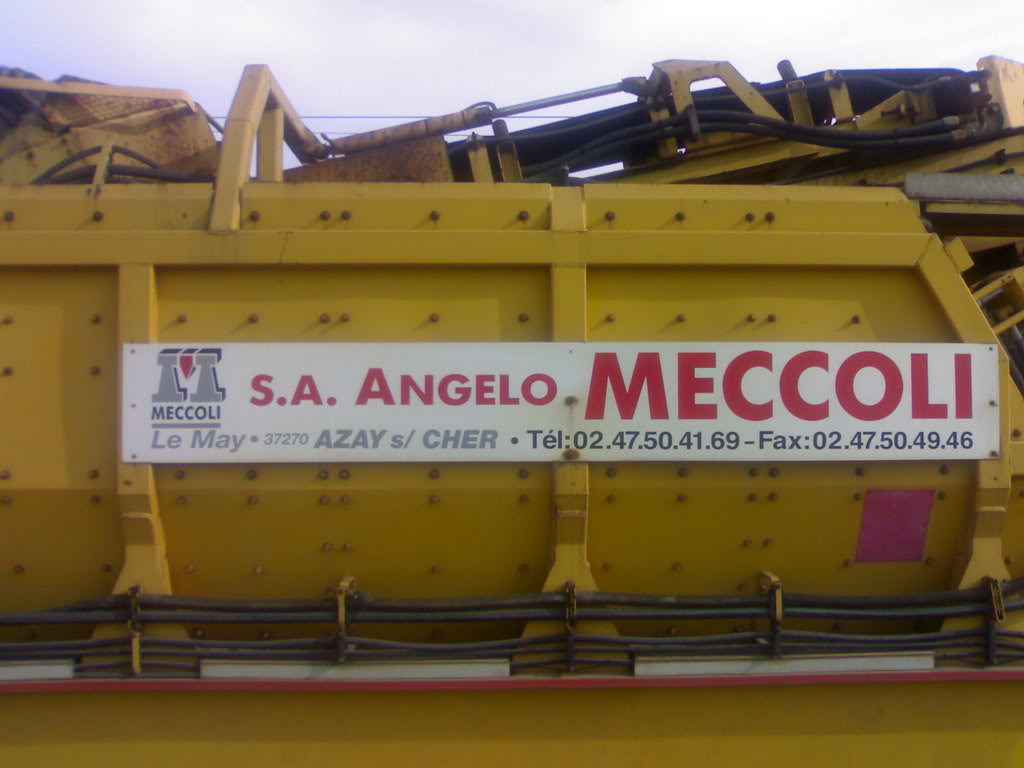 MECCOLI
S.A. ANGELO MECCOLI
Le May • 37270 AZAY s/ CHER • Tél:02.47.50.41.69 – Fax:02.47.50.49.46